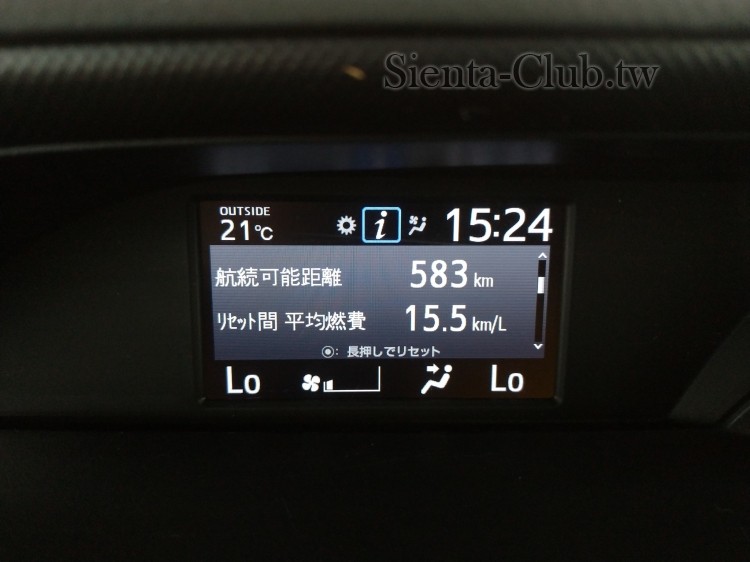 Sienta-Club.tw
OUTSIDE
21℃ i 15:24
航続可能距離 583 km
リセット間 平均燃費 15.5 km/L
◉: 長押しでリセット
Lo Lo